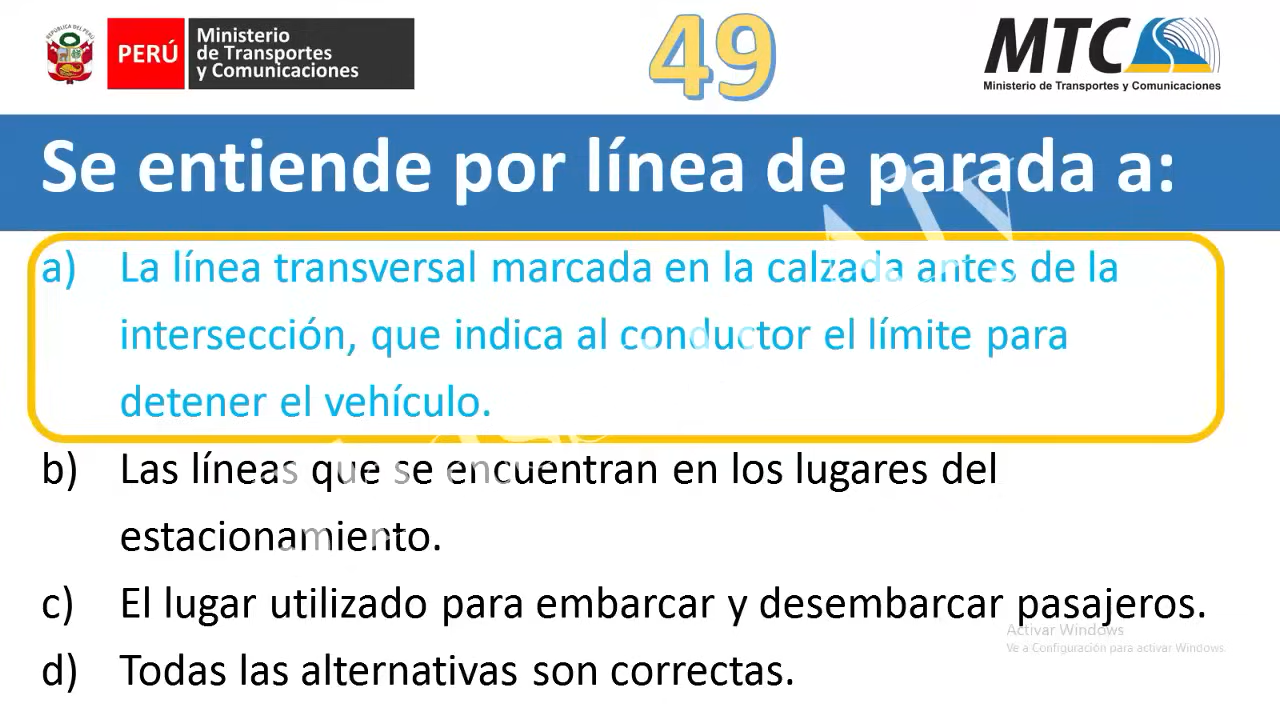 REPÚBLICA DEL PERÚ
PERÚ
Ministerio
de Transportes
y Comunicaciones
49
MTC
Ministerio de Transportes y Comunicaciones
Se entiende por línea de parada a:
a) La línea transversal marcada en la calzada antes de la
intersección, que indica al conductor el límite para
detener el vehículo.
b) Las líneas que se encuentran en los lugares del
estacionamiento.
c) El lugar utilizado para embarcar y desembarcar pasajeros.
Activar Windows
Ve a Configuración para activar Windows.
d) Todas las alternativas son correctas.